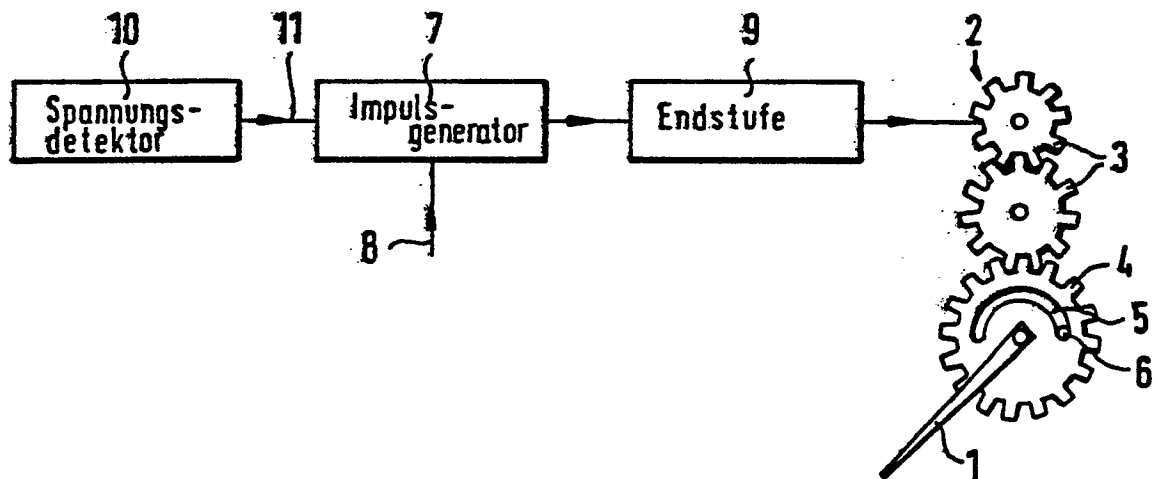 10
11
7
9
2
Spannungs-
detektor
Impuls-
generator
Endstufe
3
8
4
5
6
1